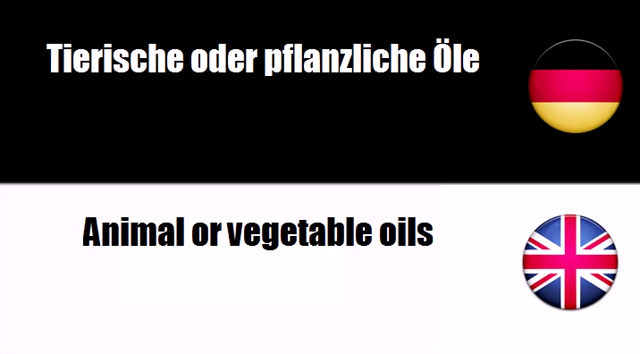 Tierische oder pflanzliche Öle
Animal or vegetable oils